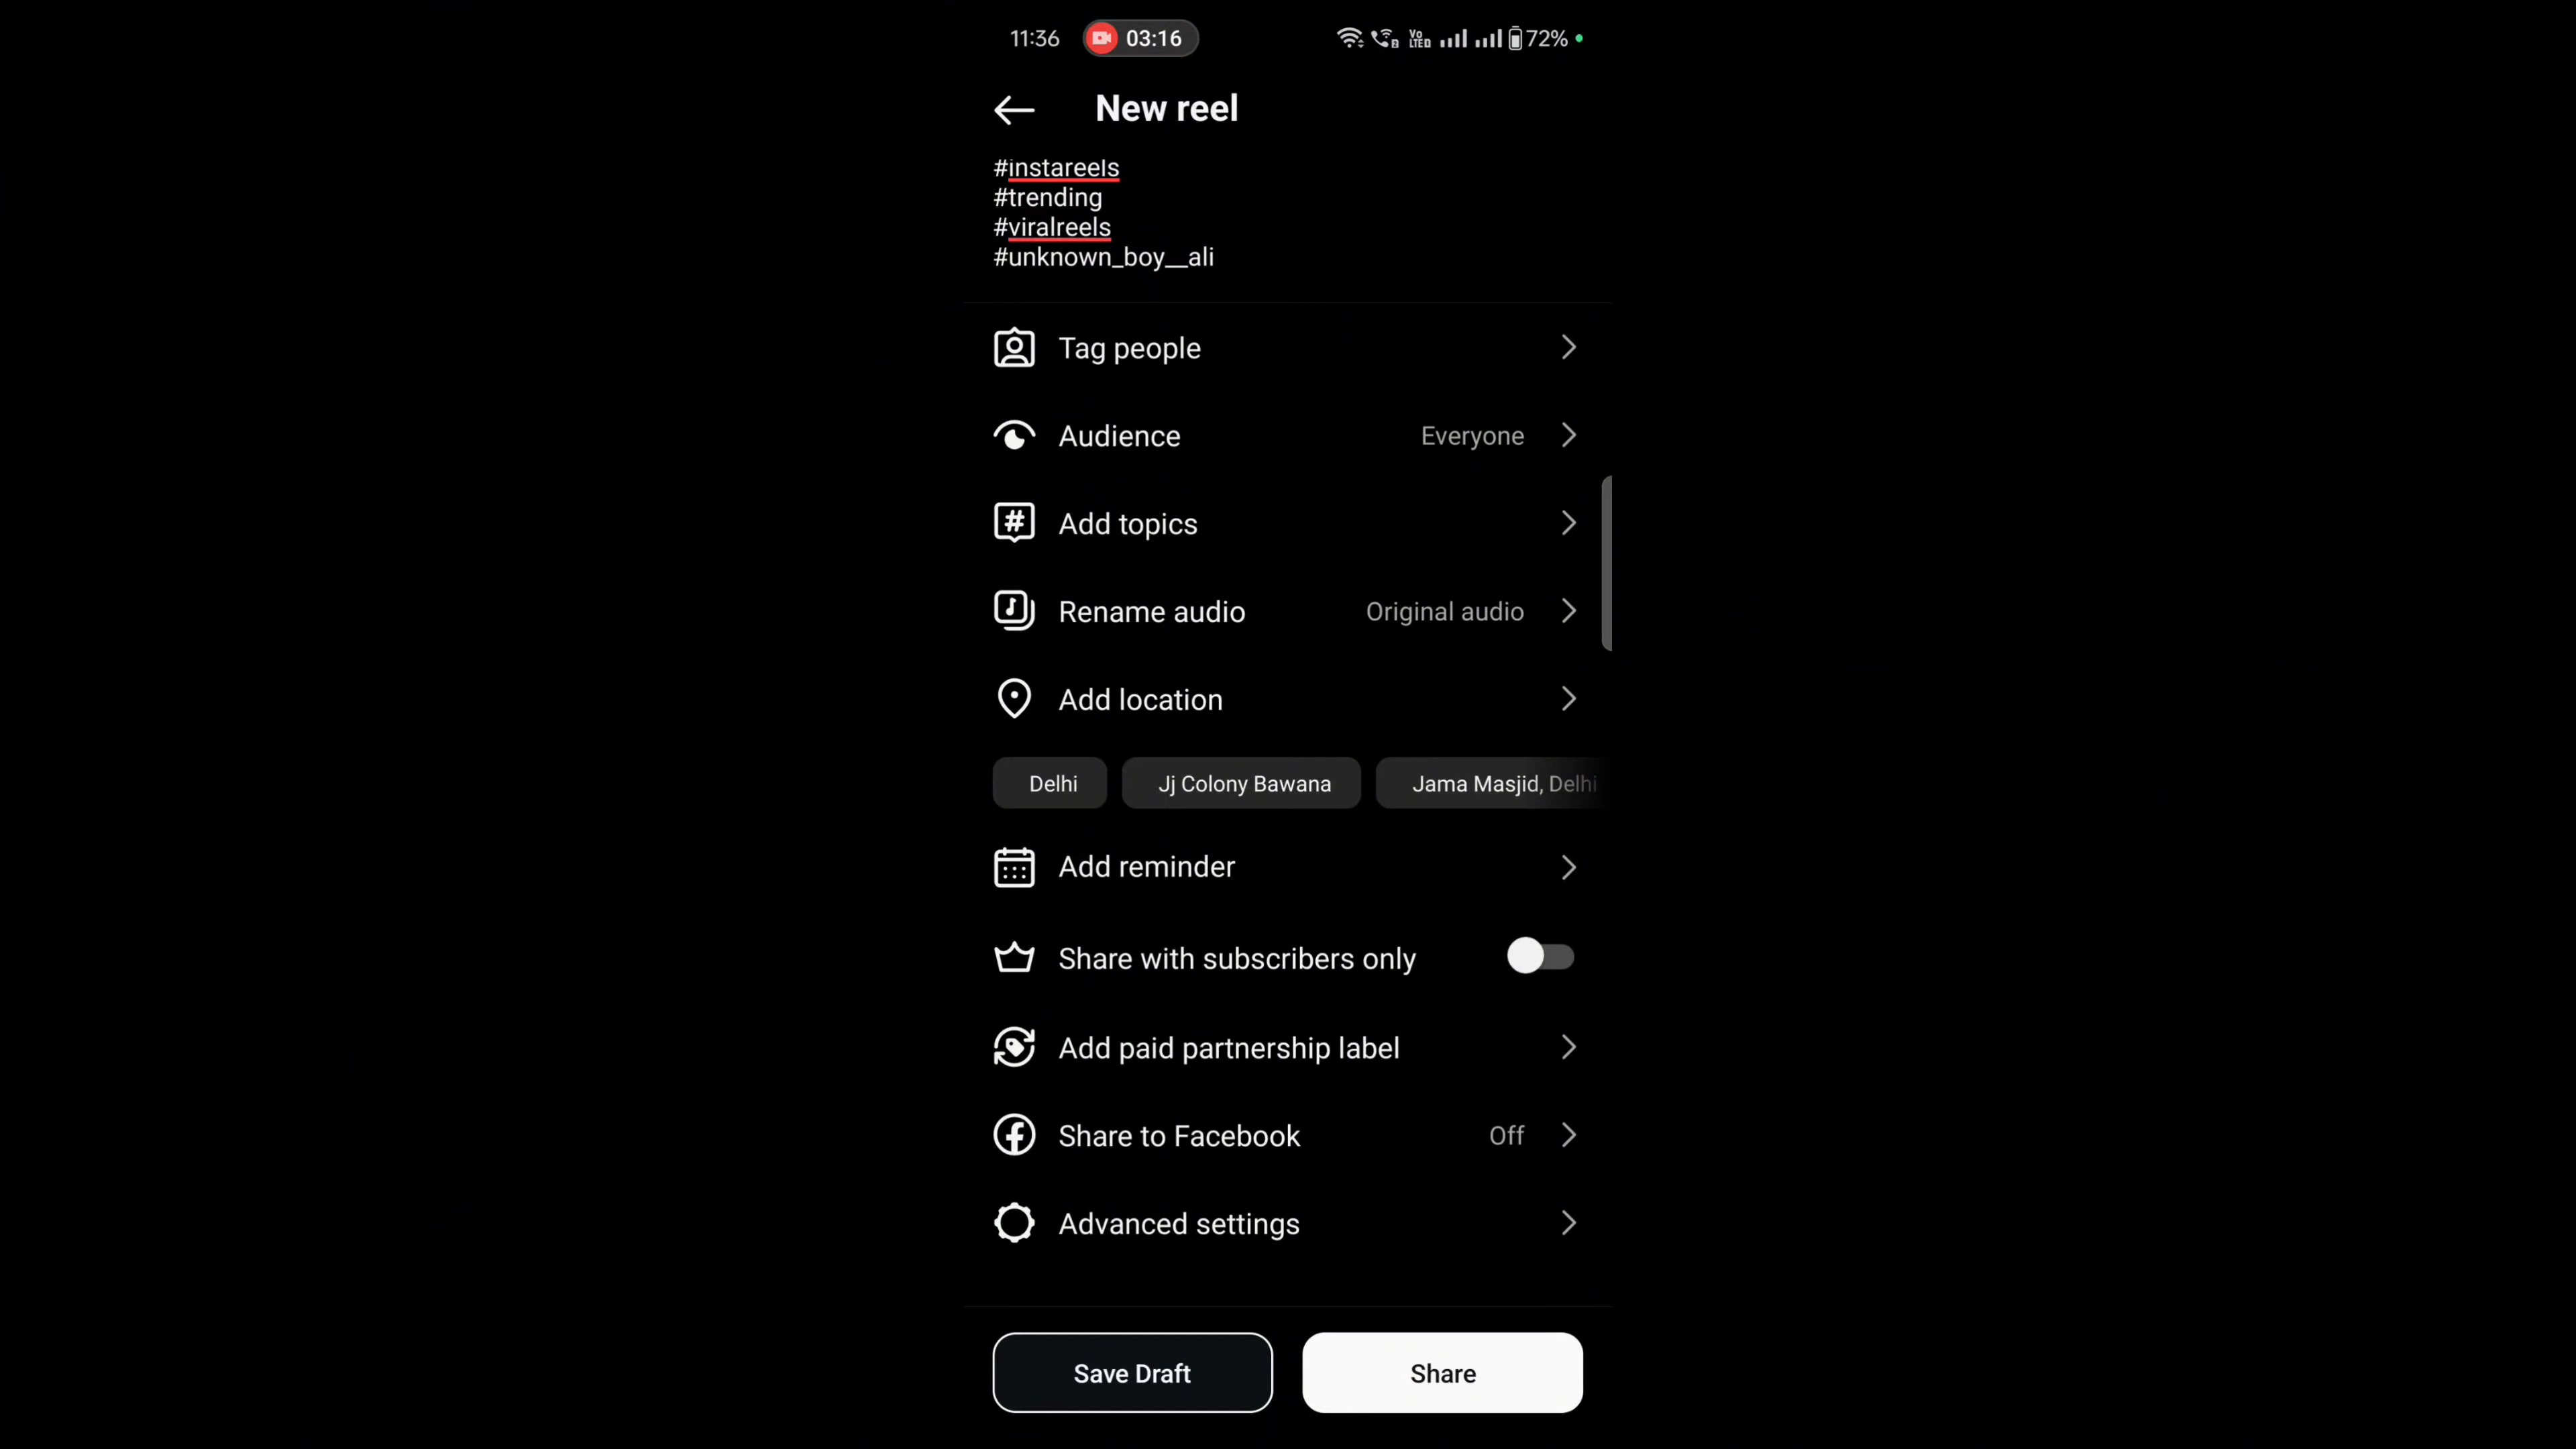 11:36 03:16 72%
New reel
#instareels
#trending
#viralreels
#unknown_boy__ali
Tag people
Audience Everyone
Add topics
Rename audio Original audio
Add location
Delhi Jj Colony Bawana Jama Masjid, Delhi
Add reminder
Share with subscribers only
Add paid partnership label
Share to Facebook Off
Advanced settings
Save Draft Share